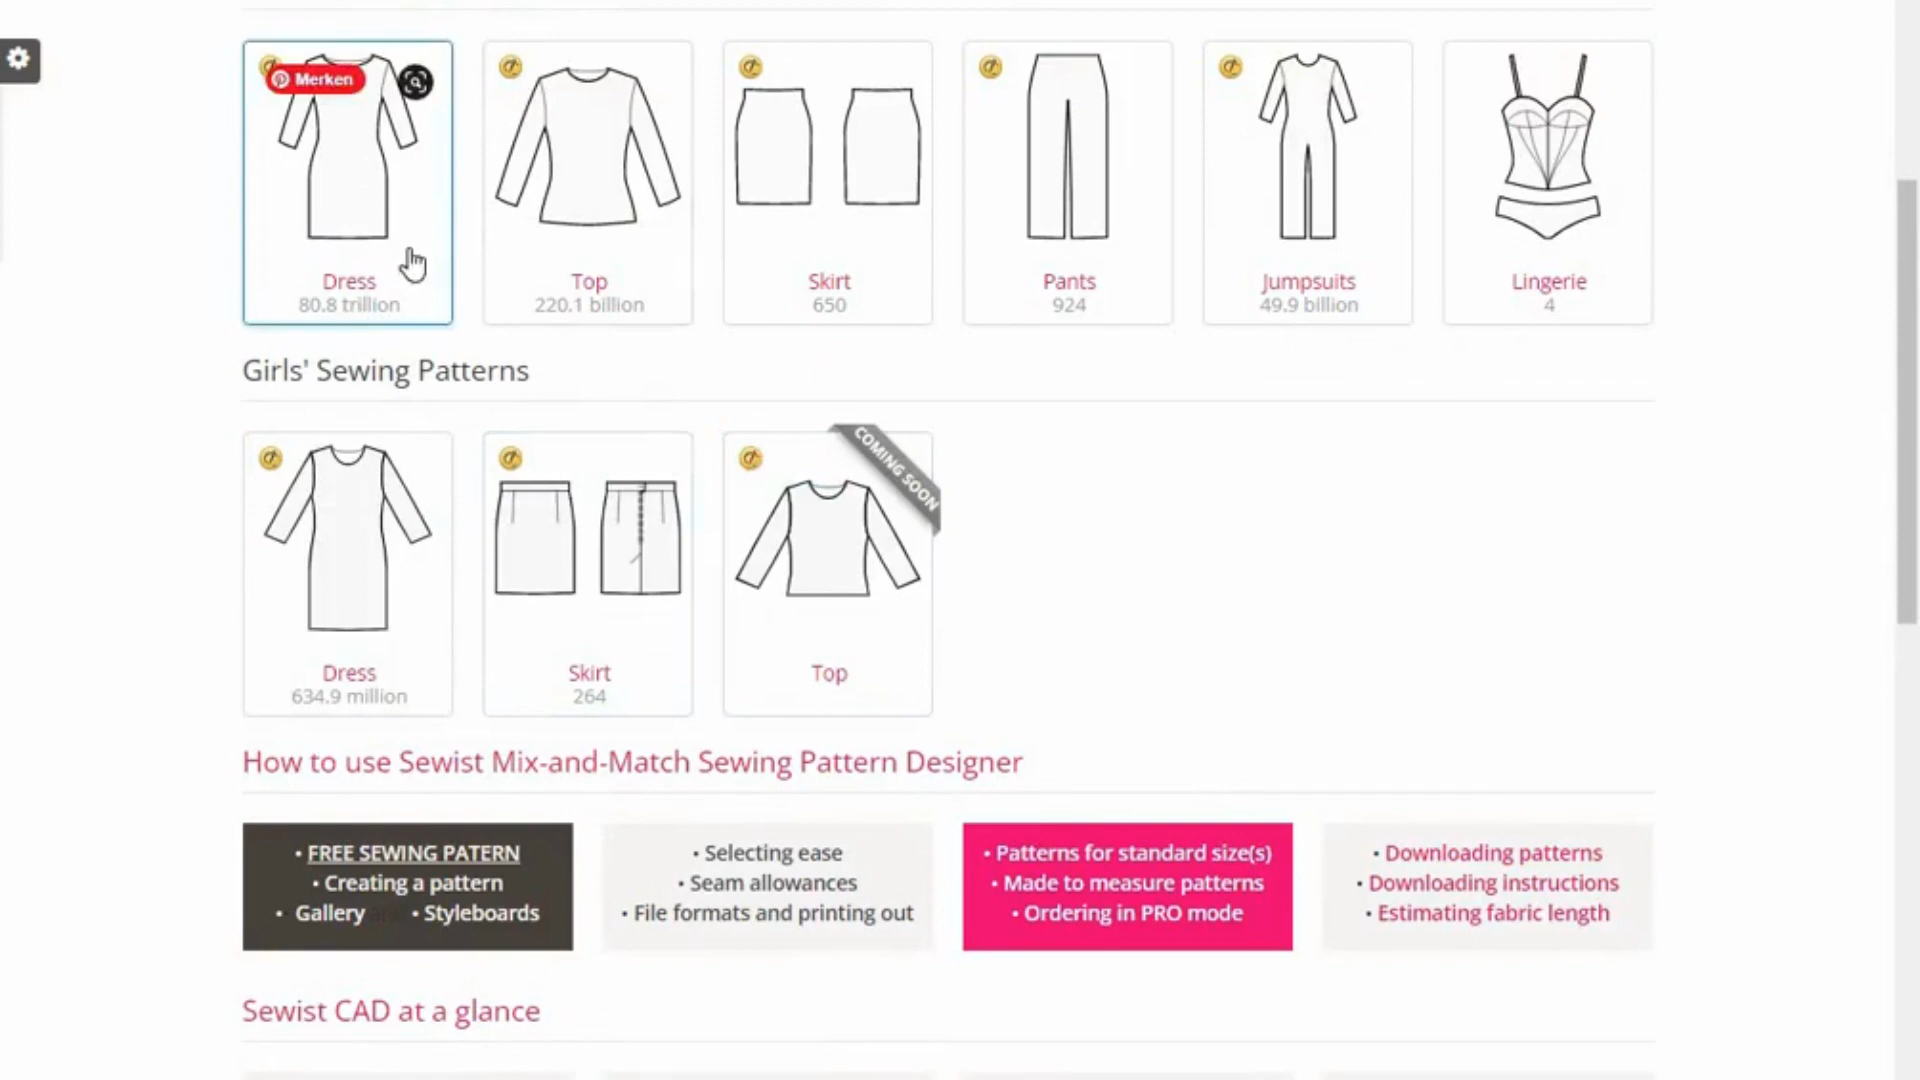 Merken
Dress
80.8 trillion
Top
220.1 billion
Skirt
650
Pants
924
Jumpsuits
49.9 billion
Lingerie
4
Girls' Sewing Patterns
COMING SOON
Dress
634.9 million
Skirt
264
Top
How to use Sewist Mix-and-Match Sewing Pattern Designer
• FREE SEWING PATERN
• Creating a pattern
• Gallery and • Styleboards
• Selecting ease
• Seam allowances
• File formats and printing out
• Patterns for standard size(s)
• Made to measure patterns
• Ordering in PRO mode
• Downloading patterns
• Downloading instructions
• Estimating fabric length
Sewist CAD at a glance